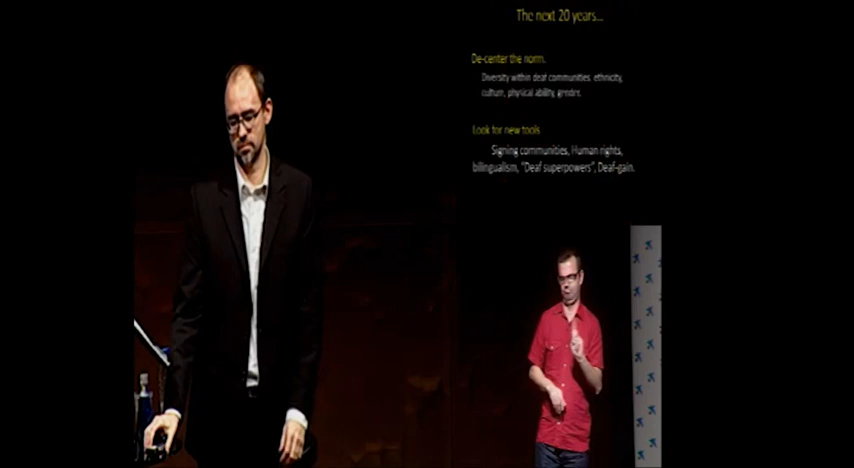 The next 20 years...
De-center the norm.
Diversity within deaf communities: ethnicity,
culture, physical ability, gender.
Look for new tools
Signing communities, Human rights,
bilingualism, "Deaf superpowers", Deaf-gain.